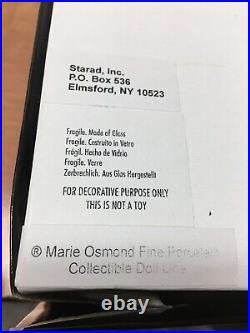 Starad, Inc.
P.O. Box 536
Elmsford, NY 10523
Fragile. Made of Glass
Fragile. Costruito in Vetro
Frágil. Hacho de Vidrio
Fragile. Verre
Zerbrechlich. Aus Glas Hergestellt
FOR DECORATIVE PURPOSE ONLY
THIS IS NOT A TOY
® Marie Osmond Fine Porcelain
Collectible Doll Line